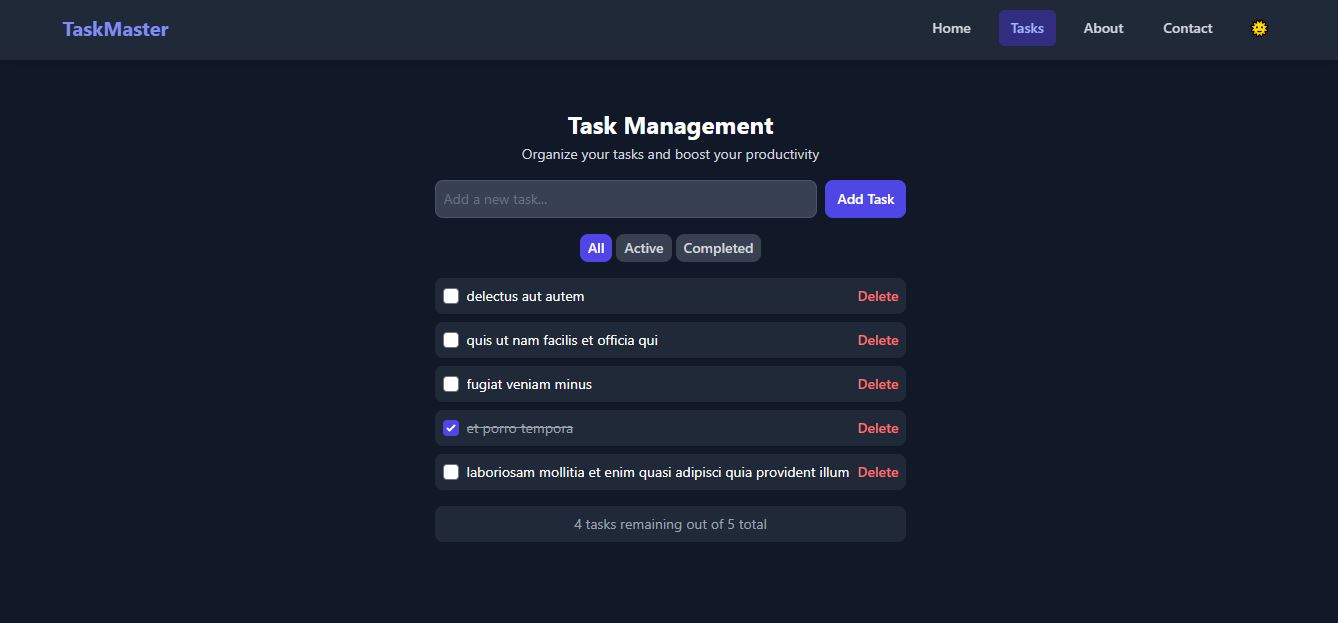 TaskMaster Home Tasks About Contact
Task Management
Organize your tasks and boost your productivity
Add a new task... Add Task
All Active Completed
delectus aut autem Delete
quis ut nam facilis et officia qui Delete
fugiat veniam minus Delete
et porro tempora Delete
laboriosam mollitia et enim quasi adipisci quia provident illum Delete
4 tasks remaining out of 5 total